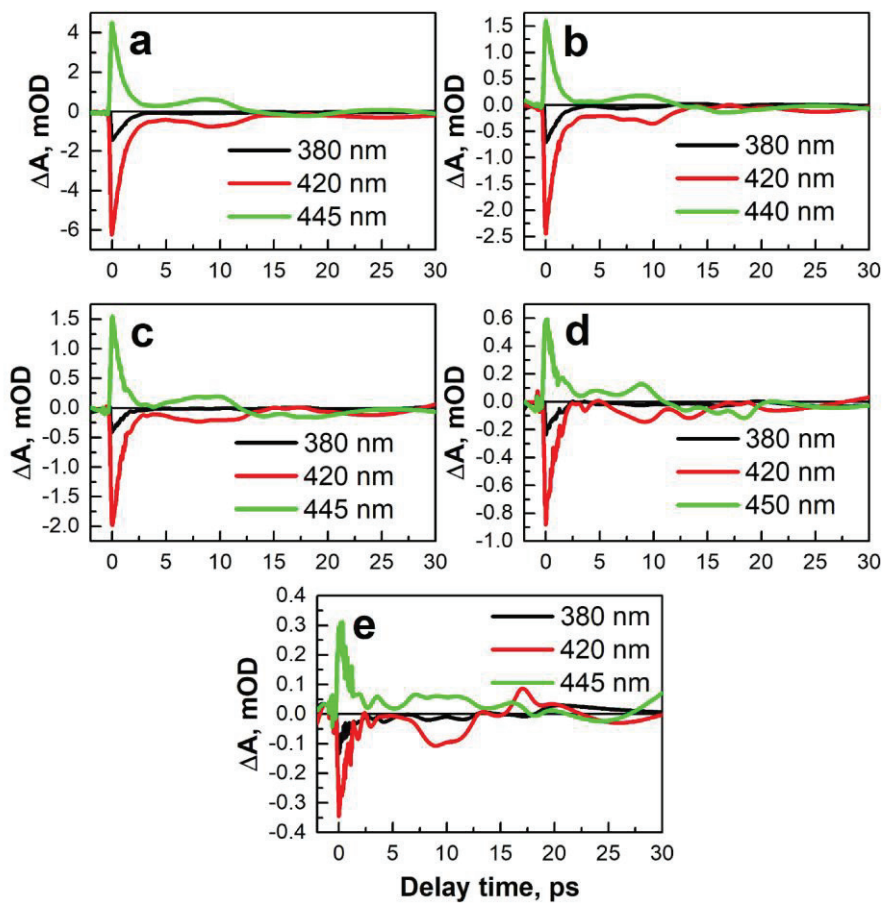 a
ΔA, mOD
4
2
0
-2
-4
-6
380 nm
420 nm
445 nm
0 5 10 15 20 25 30
b
ΔA, mOD
1.5
1.0
0.5
0.0
-0.5
-1.0
-1.5
-2.0
-2.5
380 nm
420 nm
440 nm
0 5 10 15 20 25 30
c
ΔA, mOD
1.5
1.0
0.5
0.0
-0.5
-1.0
-1.5
-2.0
380 nm
420 nm
445 nm
0 5 10 15 20 25 30
d
ΔA, mOD
0.6
0.4
0.2
0.0
-0.2
-0.4
-0.6
-0.8
-1.0
380 nm
420 nm
450 nm
0 5 10 15 20 25 30
e
ΔA, mOD
0.4
0.3
0.2
0.1
0.0
-0.1
-0.2
-0.3
-0.4
380 nm
420 nm
445 nm
0 5 10 15 20 25 30
Delay time, ps